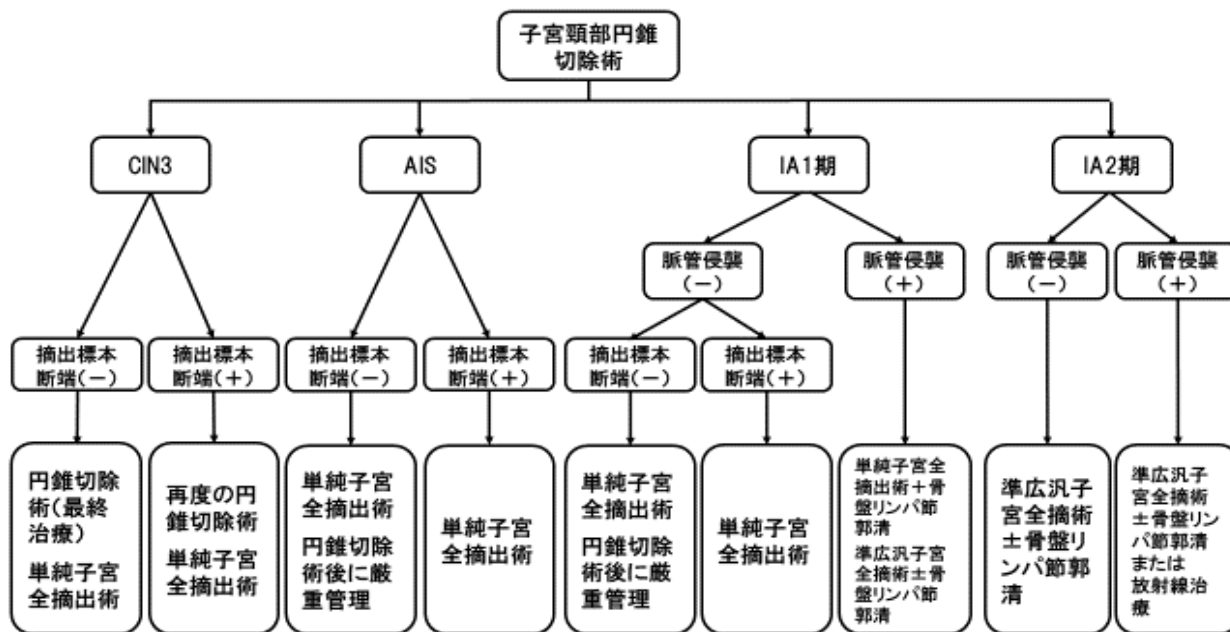 子宮頸部円錐
切除術
CIN3
AIS
IA1期
IA2期
脈管侵襲
(－)
脈管侵襲
(＋)
脈管侵襲
(－)
脈管侵襲
(＋)
摘出標本
断端(－)
摘出標本
断端(＋)
摘出標本
断端(－)
摘出標本
断端(＋)
摘出標本
断端(－)
摘出標本
断端(＋)
円錐切除
術(最終
治療)
単純子宮
全摘出術
再度の円
錐切除術
単純子宮
全摘出術
単純子宮
全摘出術
円錐切除
術後に厳
重管理
単純子宮
全摘出術
単純子宮
全摘出術
円錐切除
術後に厳
重管理
単純子宮
全摘出術
単純子宮全
摘出術＋骨
盤リンパ節
郭清
準広汎子宮
全摘術±骨
盤リンパ節
郭清
準広汎子
宮全摘術
±骨盤リ
ンパ節郭
清
準広汎子
宮全摘術
±骨盤リン
パ節郭清
または
放射線治
療